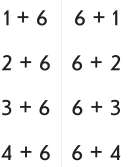 1 + 6 6 + 1
2 + 6 6 + 2
3 + 6 6 + 3
4 + 6 6 + 4